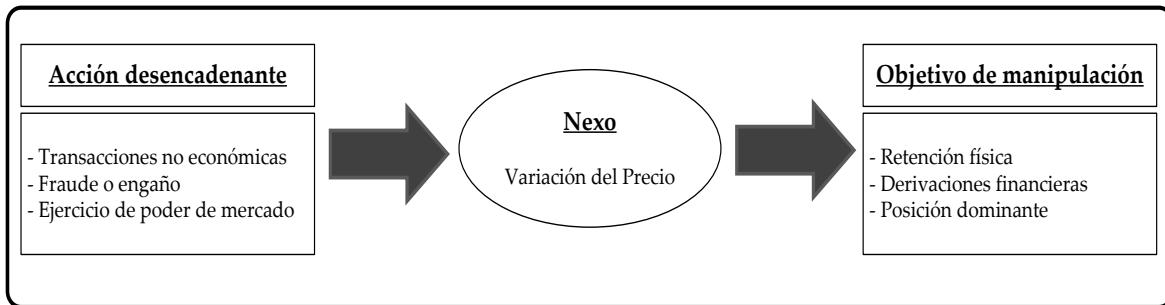 Acción desencadenante
- Transacciones no económicas
- Fraude o engaño
- Ejercicio de poder de mercado
Nexo
Variación del Precio
Objetivo de manipulación
- Retención física
- Derivaciones financieras
- Posición dominante